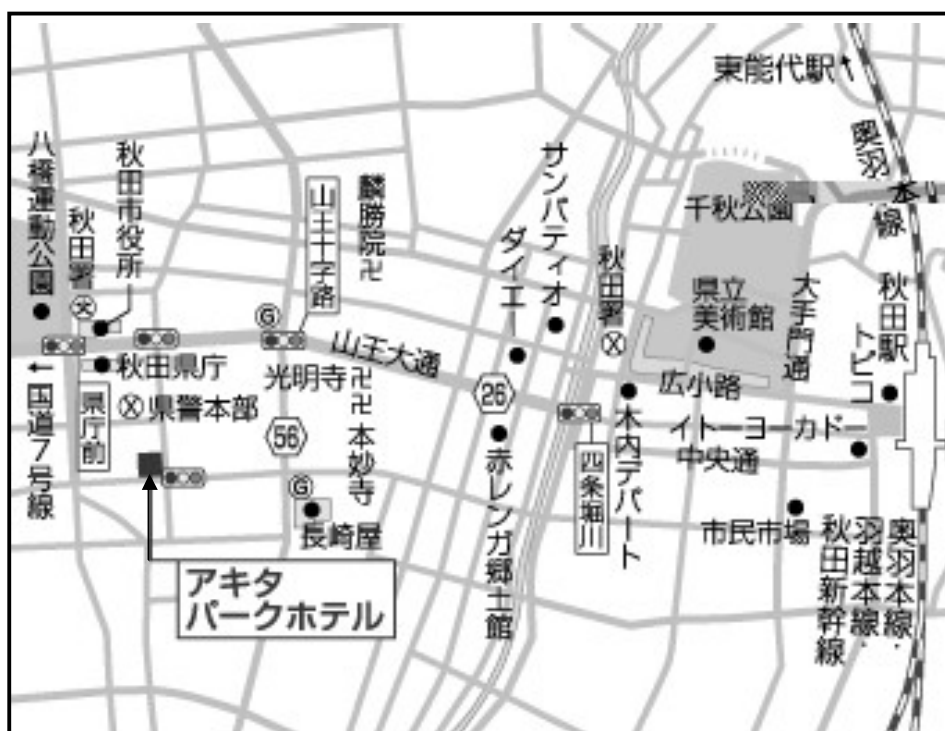 東能代駅
奥羽本線
八橋運動公園
秋田署
秋田市役所
山王十字路
麟勝院卍
ダイエー
サンパティオ
秋田署
千秋公園
県立
美術館
大手門通
秋田駅
トピコ
G
山王大通
広小路
←国道7号線
秋田県庁
県庁前
県警本部
光明寺卍
卍本妙寺
26
56
赤レンガ郷土館
四条堀川
木内デパート
イトーヨーカドー
中央通
G
長崎屋
市民市場
奥羽本線・
羽越本線・
秋田新幹線
アキタ
パークホテル